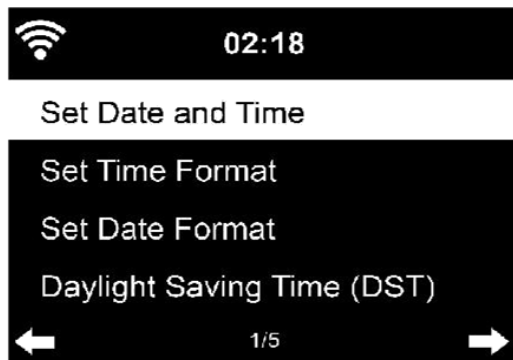 02:18
Set Date and Time
Set Time Format
Set Date Format
Daylight Saving Time (DST)
1/5